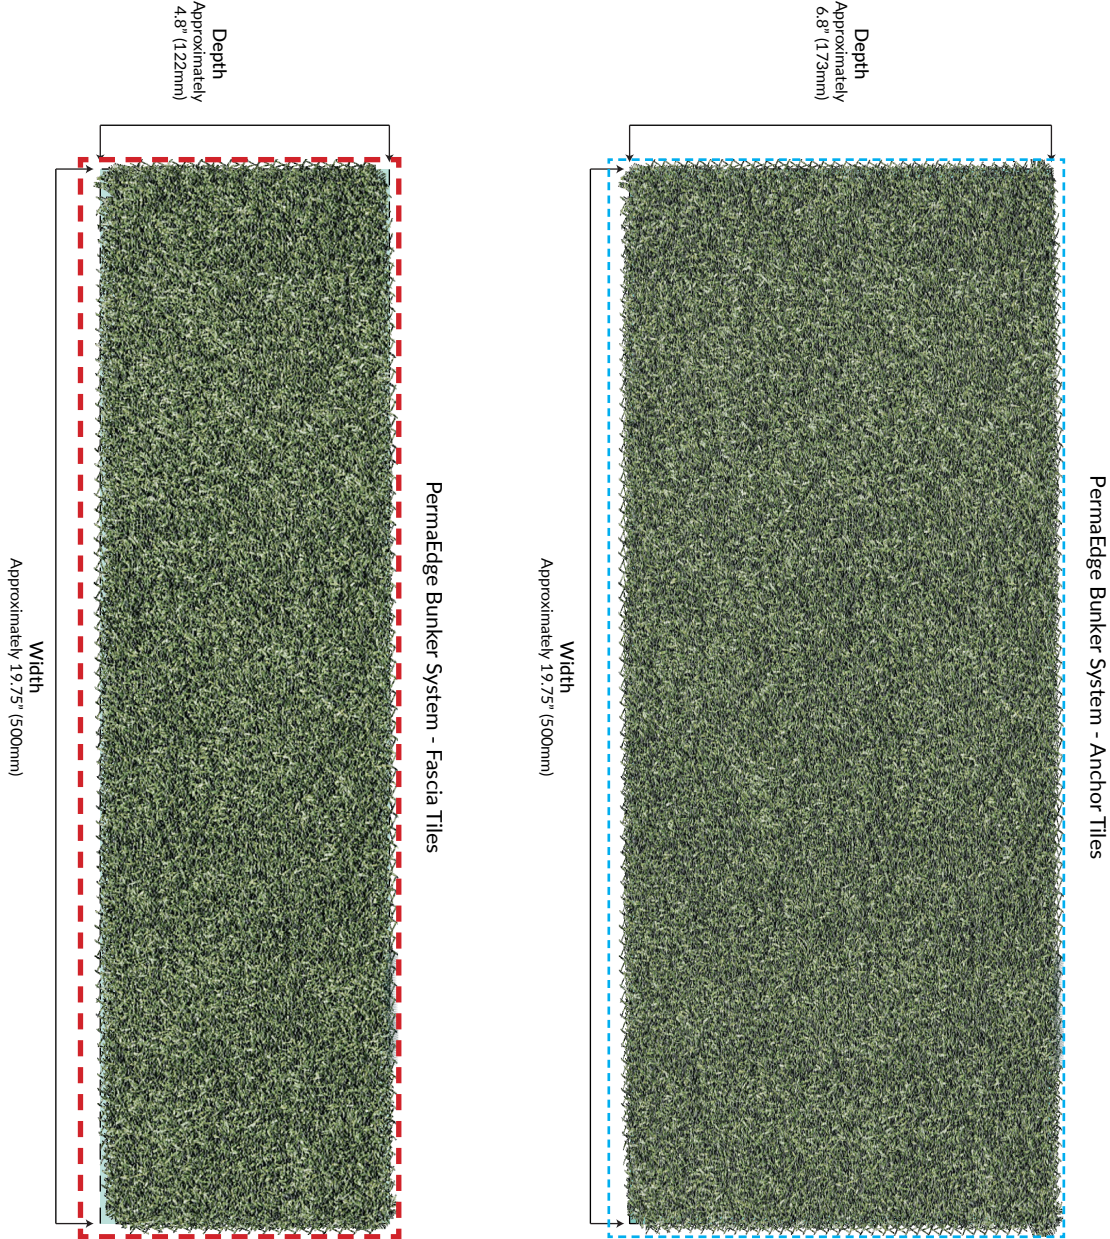 PermaEdge Bunker System - Anchor Tiles
Depth
Approximately
6.8" (173mm)
Width
Approximately 19.75" (500mm)
PermaEdge Bunker System - Fascia Tiles
Depth
Approximately
4.8" (122mm)
Width
Approximately 19.75" (500mm)